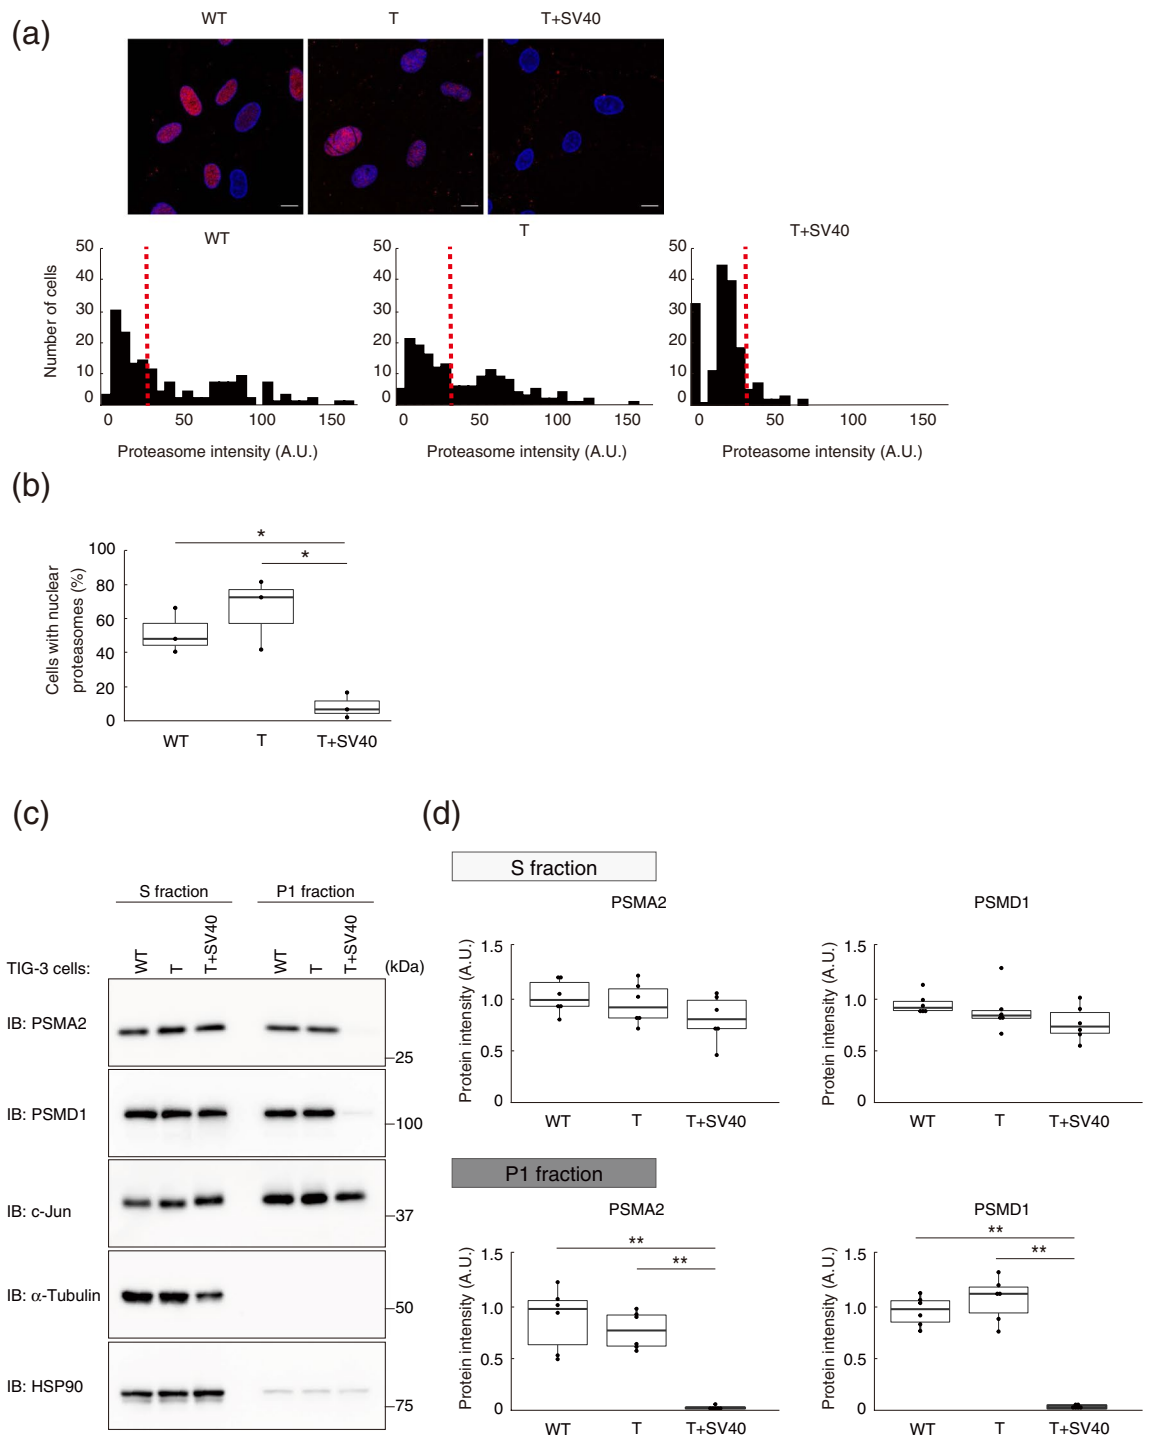 (a)
WT T T+SV40
WT T T+SV40
Number of cells
50 40 30 20 10 0
50 40 30 20 10 0
50 40 30 20 10 0
0 50 100 150
0 50 100 150
0 50 100 150
Proteasome intensity (A.U.) Proteasome intensity (A.U.) Proteasome intensity (A.U.)
(b)
Cells with nuclear
proteasomes (%)
100
80
60
40
20
0
*
*
WT T T+SV40
(c)
S fraction P1 fraction
TIG-3 cells: WT T T+SV40 WT T T+SV40 (kDa)
IB: PSMA2
25
IB: PSMD1
100
IB: c-Jun
37
IB: α-Tubulin
50
IB: HSP90
75
(d)
S fraction
PSMA2 PSMD1
Protein intensity (A.U.)
1.5
1.0
0.5
0
WT T T+SV40
Protein intensity (A.U.)
1.5
1.0
0.5
0
WT T T+SV40
P1 fraction
PSMA2 PSMD1
Protein intensity (A.U.)
1.5
1.0
0.5
0
**
**
WT T T+SV40
Protein intensity (A.U.)
1.5
1.0
0.5
0
**
**
WT T T+SV40